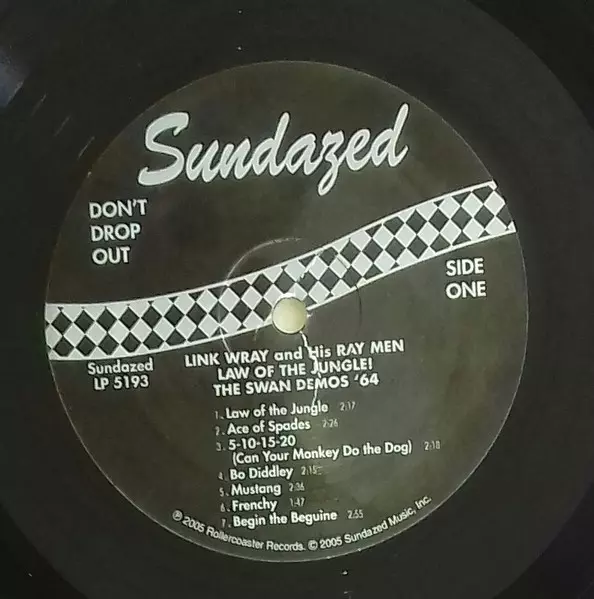 Sundazed
DON'T
DROP
OUT
SIDE
ONE
Sundazed
LP 5193
LINK WRAY and His RAY MEN
LAW OF THE JUNGLE!
THE SWAN DEMOS '64
1. Law of the Jungle 2:17
2. Ace of Spades 2:26
3. 5-10-15-20
(Can Your Monkey Do the Dog) 2:10
4. Bo Diddley 2:15
5. Mustang 2:36
6. Frenchy 1:47
7. Begin the Beguine 2:55
℗ 2005 Rollercoaster Records. © 2005 Sundazed Music, Inc.